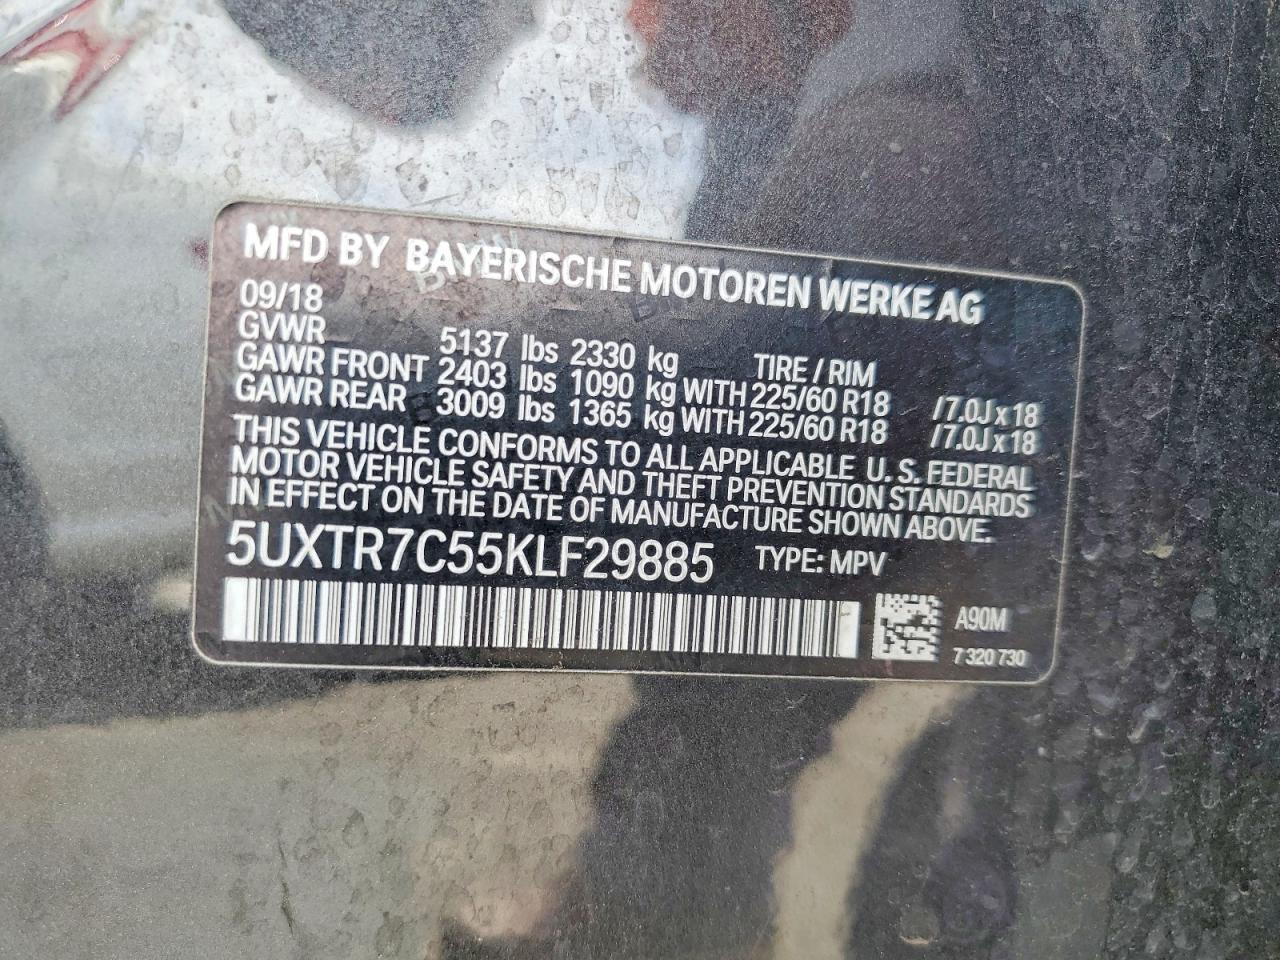 MFD BY BAYERISCHE MOTOREN WERKE AG
09/18
GVWR 5137 lbs 2330 kg TIRE / RIM
GAWR FRONT 2403 lbs 1090 kg WITH 225/60 R18 /7.0J x 18
GAWR REAR 3009 lbs 1365 kg WITH 225/60 R18 /7.0J x 18
THIS VEHICLE CONFORMS TO ALL APPLICABLE U.S. FEDERAL
MOTOR VEHICLE SAFETY AND THEFT PREVENTION STANDARDS
IN EFFECT ON THE DATE OF MANUFACTURE SHOWN ABOVE.
5UXTR7C55KLF29885 TYPE: MPV
A90M
7 320 730